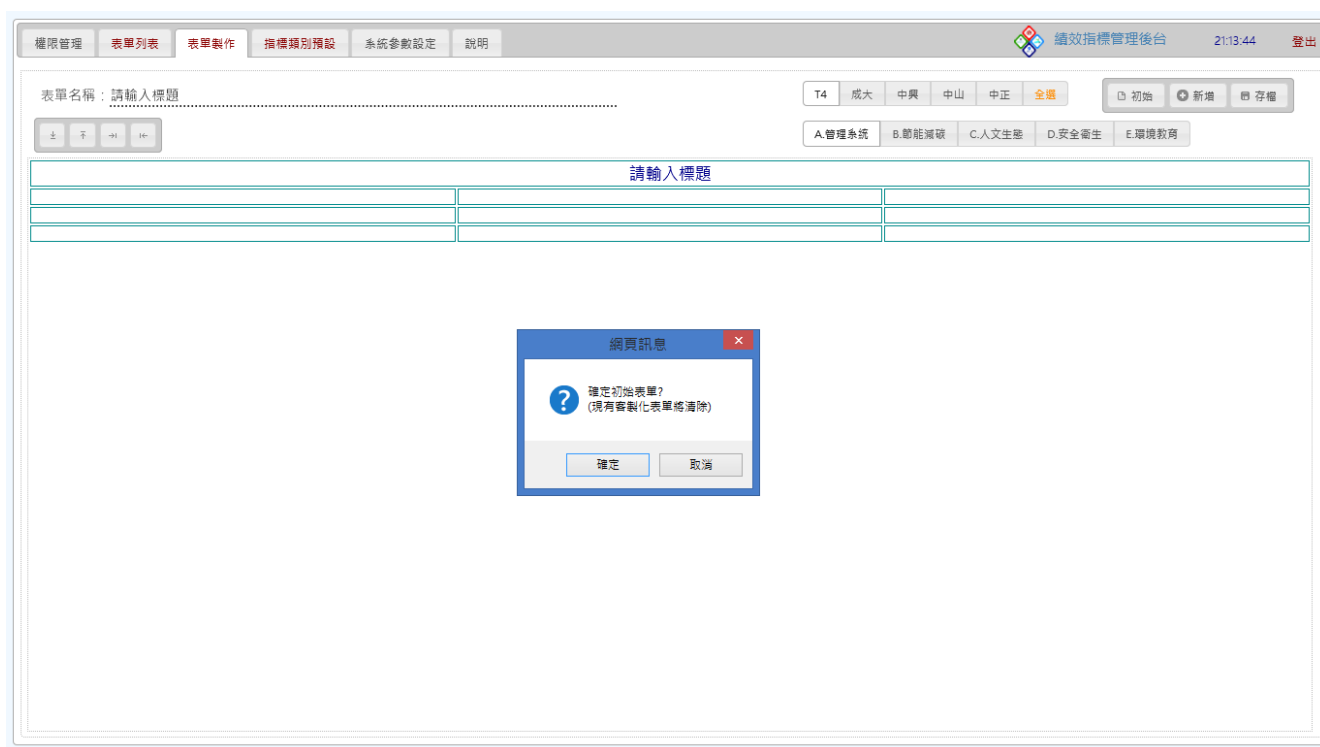 權限管理 表單列表 表單製作 指標類別預設 系統參數設定 說明 績效指標管理後台 21:13:44 登出
表單名稱：請輸入標題 T4 成大 中興 中山 中正 全選 初始 新增 存檔
A.管理系統 B.節能減碳 C.人文生態 D.安全衛生 E.環境教育
請輸入標題
網頁訊息
確定初始表單?
(現有客製化表單將清除)
確定 取消